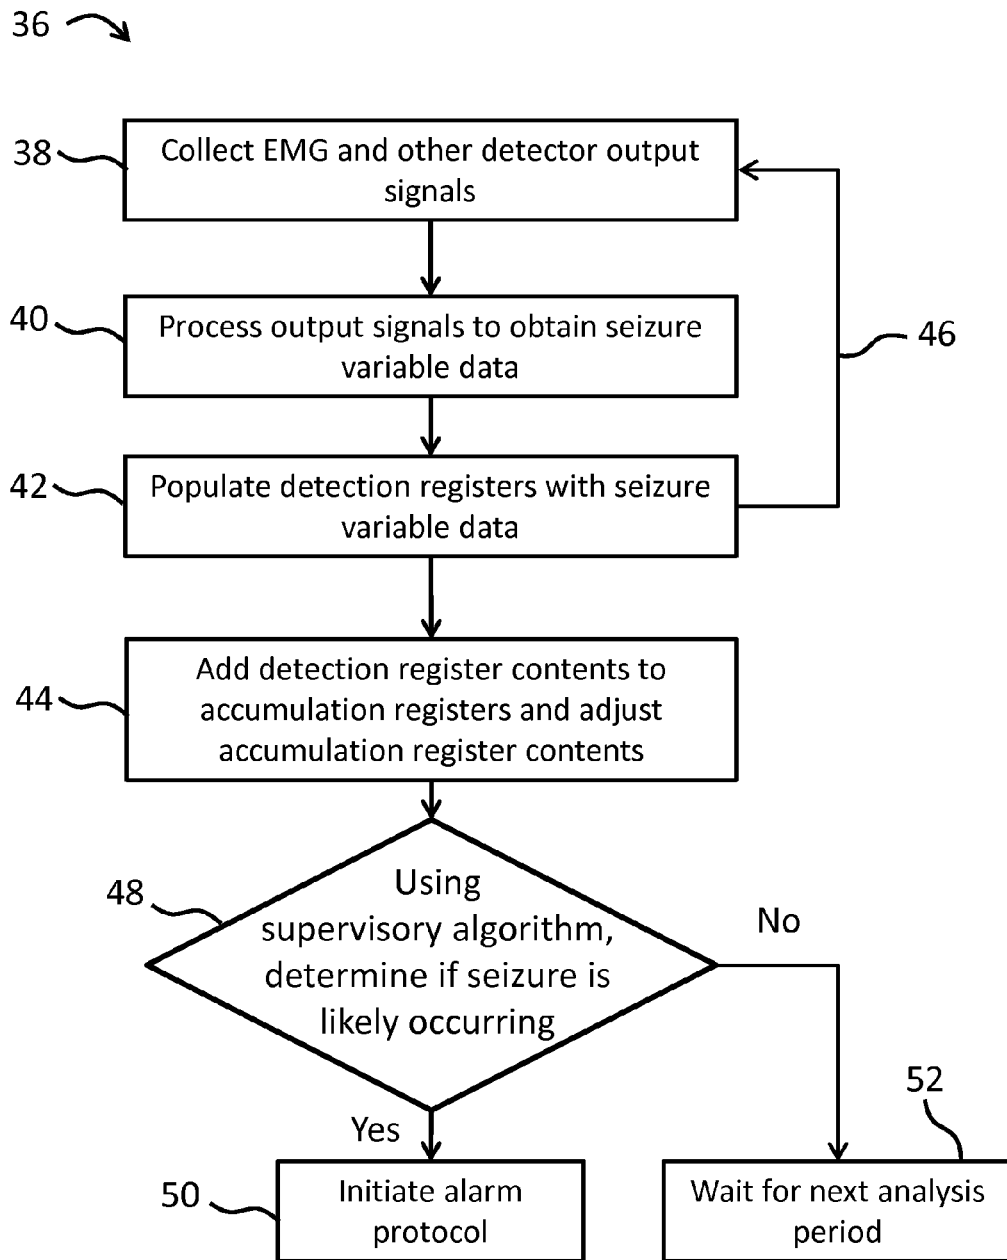 36
38
Collect EMG and other detector output
signals
40
Process output signals to obtain seizure
variable data
46
42
Populate detection registers with seizure
variable data
44
Add detection register contents to
accumulation registers and adjust
accumulation register contents
48
Using
supervisory algorithm,
determine if seizure is
likely occurring
No
Yes
52
50
Initiate alarm
protocol
Wait for next analysis
period